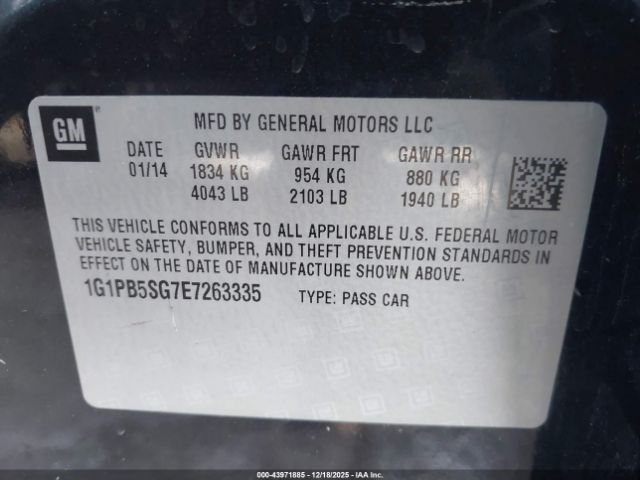 GM
MFD BY GENERAL MOTORS LLC
DATE GVWR GAWR FRT GAWR RR
01/14 1834 KG 954 KG 880 KG
4043 LB 2103 LB 1940 LB
THIS VEHICLE CONFORMS TO ALL APPLICABLE U.S. FEDERAL MOTOR
VEHICLE SAFETY, BUMPER, AND THEFT PREVENTION STANDARDS IN
EFFECT ON THE DATE OF MANUFACTURE SHOWN ABOVE.
1G1PB5SG7E7263335 TYPE: PASS CAR
000-43971885 | 12/18/2025 - IAA Inc.